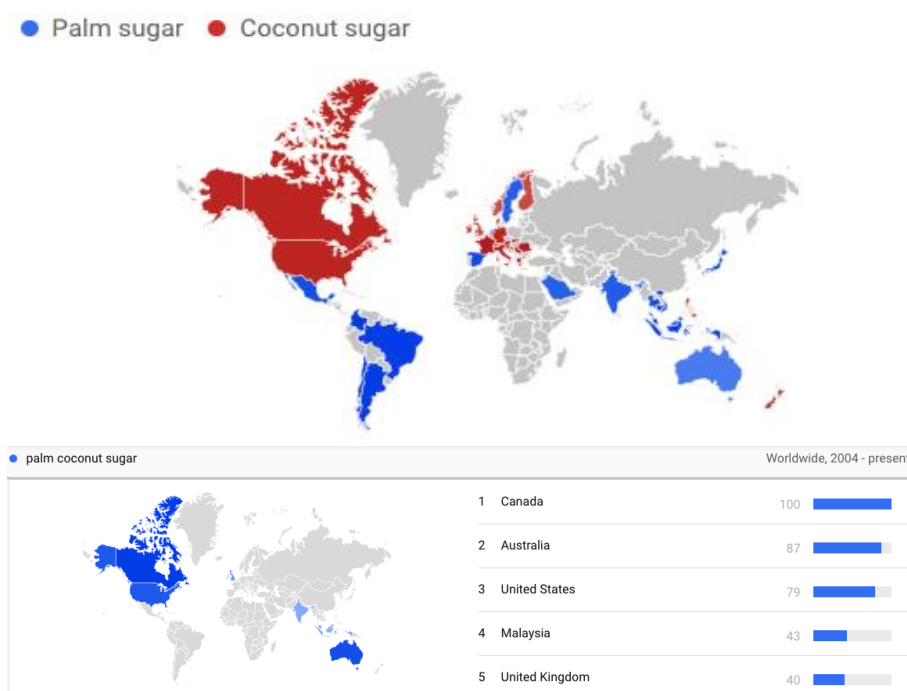 Palm sugar Coconut sugar
palm coconut sugar Worldwide, 2004 - present
1 Canada 100
2 Australia 87
3 United States 79
4 Malaysia 43
5 United Kingdom 40